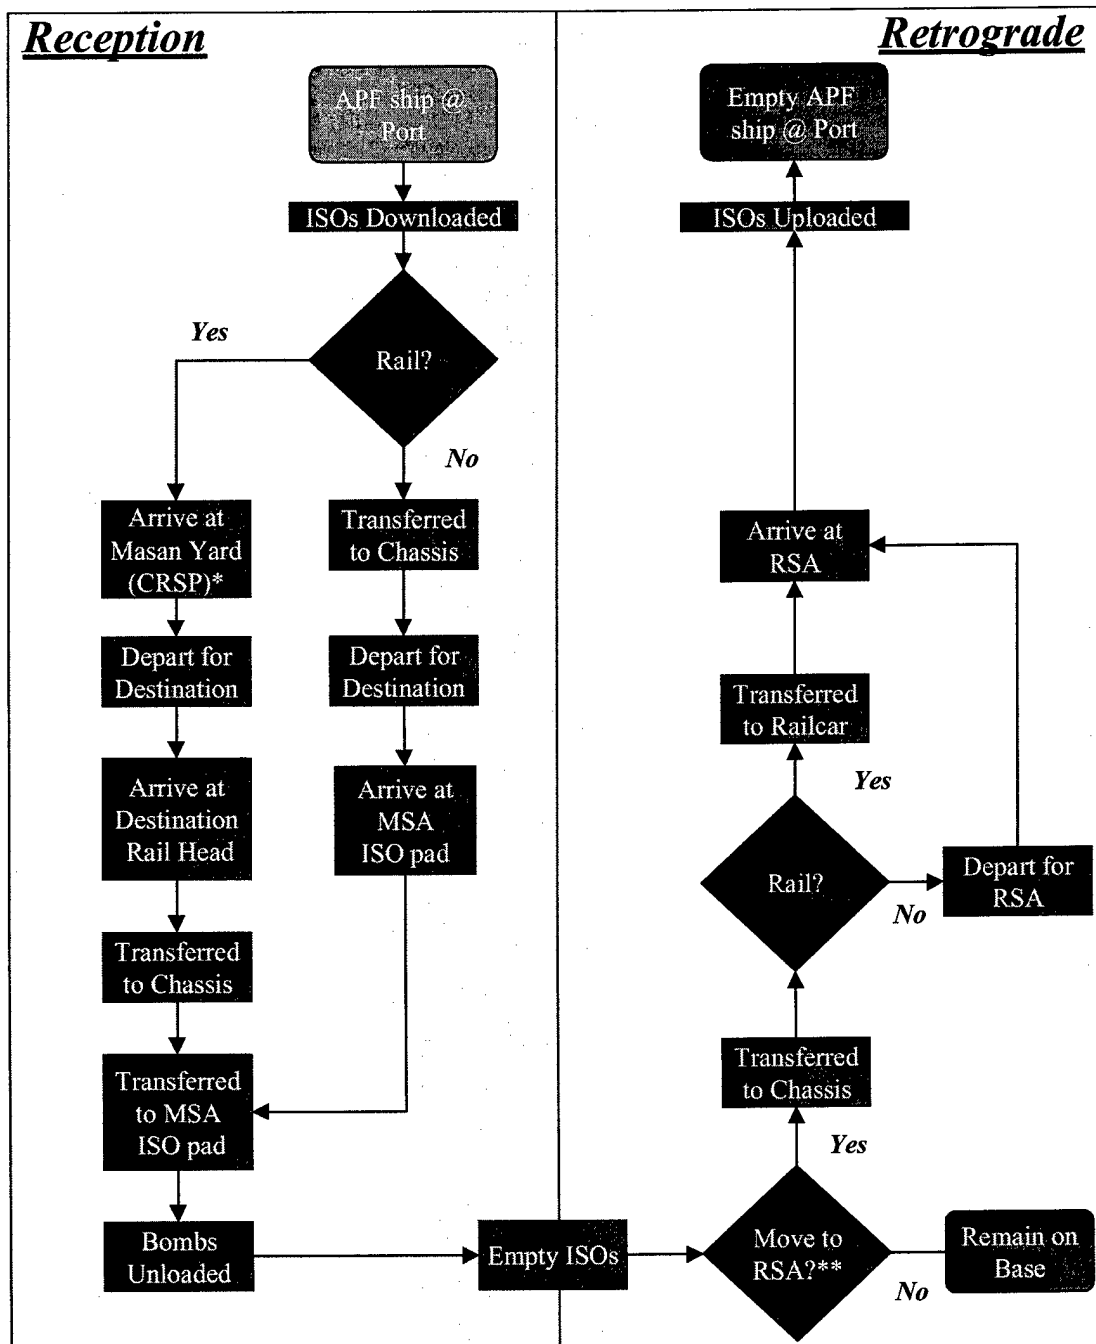 Reception
Retrograde
APF ship @
Port
ISOs Downloaded
Rail?
Yes
No
Arrive at
Masan Yard
(CRSP)*
Transferred
to Chassis
Depart for
Destination
Depart for
Destination
Arrive at
Destination
Rail Head
Arrive at
MSA
ISO pad
Transferred
to Chassis
Transferred
to MSA
ISO pad
Bombs
Unloaded
Empty ISOs
Move to
RSA?**
No
Remain on
Base
Yes
Transferred
to Chassis
Rail?
No
Depart for
RSA
Yes
Transferred
to Railcar
Arrive at
RSA
ISOs Uploaded
Empty APF
ship @ Port